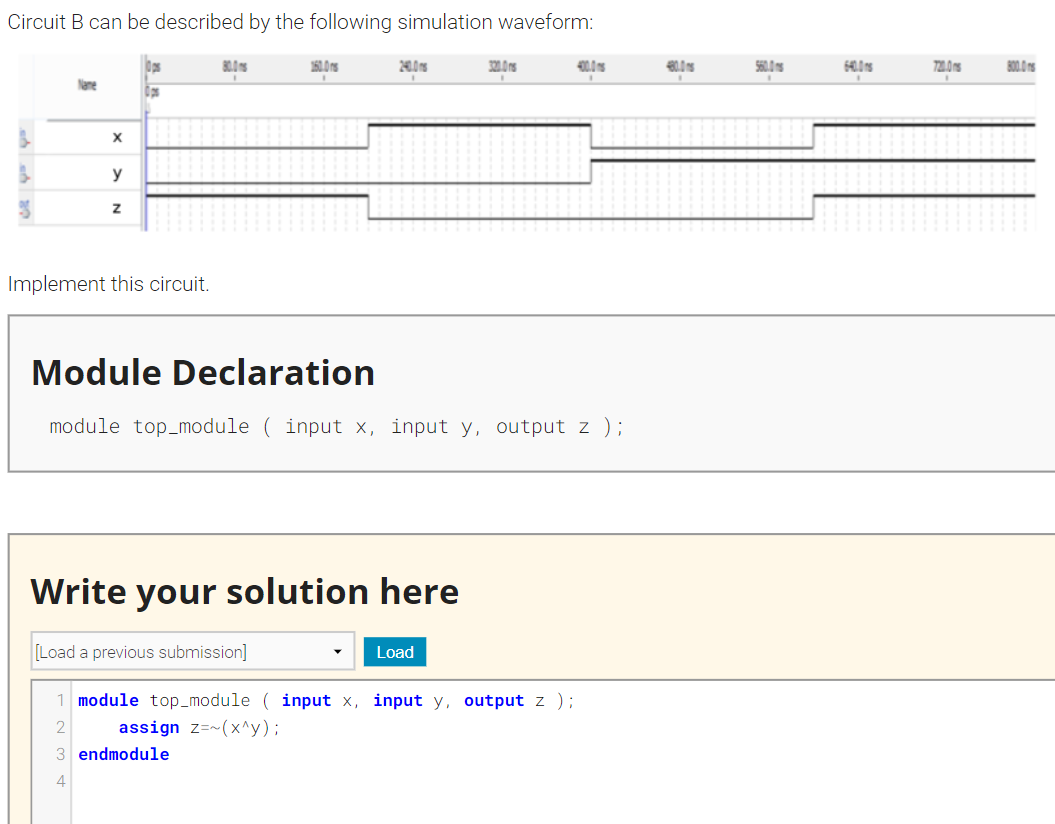 Circuit B can be described by the following simulation waveform:
Name
0 ps 80.0 ns 160.0 ns 240.0 ns 320.0 ns 400.0 ns 480.0 ns 560.0 ns 640.0 ns 720.0 ns 800.0 ns
0 ps
x
y
z
Implement this circuit.
Module Declaration
module top_module ( input x, input y, output z );
Write your solution here
[Load a previous submission] Load
1 module top_module ( input x, input y, output z );
2 assign z=~(x^y);
3 endmodule
4